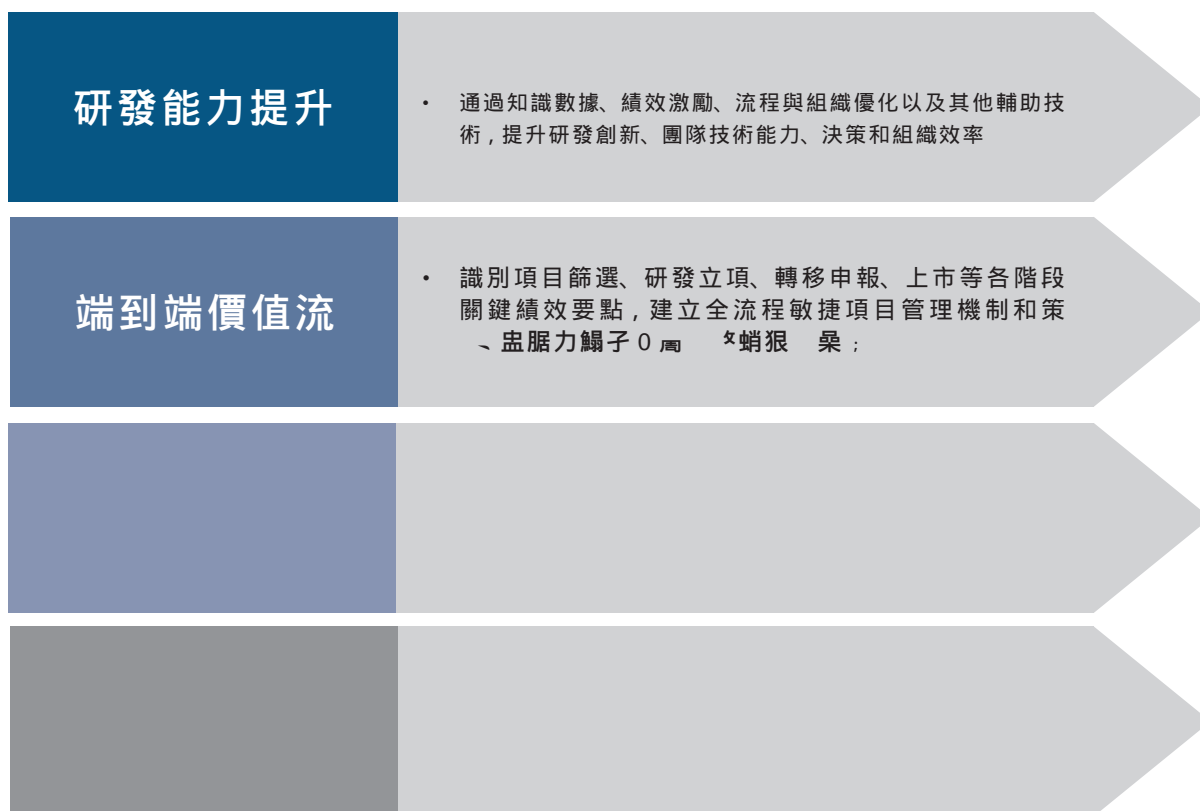 研發能力提升
• 通過知識數據、績效激勵、流程與組織優化以及其他輔助技
術,提升研發創新、團隊技術能力、決策和組織效率
端到端價值流
• 識別項目篩選、研發立項、轉移申報、上市等各階段
關鍵績效要點,建立全流程敏捷項目管理機制和策